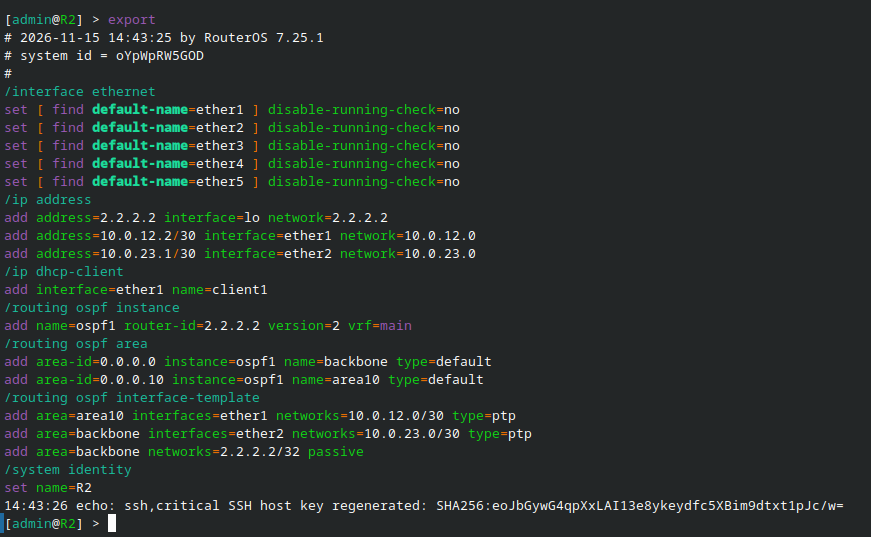 [admin@R2] > export
# 2026-11-15 14:43:25 by RouterOS 7.25.1
# system id = oYpWpRW5GOD
#
/interface ethernet
set [ find default-name=ether1 ] disable-running-check=no
set [ find default-name=ether2 ] disable-running-check=no
set [ find default-name=ether3 ] disable-running-check=no
set [ find default-name=ether4 ] disable-running-check=no
set [ find default-name=ether5 ] disable-running-check=no
/ip address
add address=2.2.2.2 interface=lo network=2.2.2.2
add address=10.0.12.2/30 interface=ether1 network=10.0.12.0
add address=10.0.23.1/30 interface=ether2 network=10.0.23.0
/ip dhcp-client
add interface=ether1 name=client1
/routing ospf instance
add name=ospf1 router-id=2.2.2.2 version=2 vrf=main
/routing ospf area
add area-id=0.0.0.0 instance=ospf1 name=backbone type=default
add area-id=0.0.0.10 instance=ospf1 name=area10 type=default
/routing ospf interface-template
add area=area10 interfaces=ether1 networks=10.0.12.0/30 type=ptp
add area=backbone interfaces=ether2 networks=10.0.23.0/30 type=ptp
add area=backbone networks=2.2.2.2/32 passive
/system identity
set name=R2
14:43:26 echo: ssh,critical SSH host key regenerated: SHA256:eoJbGywG4qpXxLAI13e8ykeydfc5XBim9dtxt1pJc/w=
[admin@R2] >